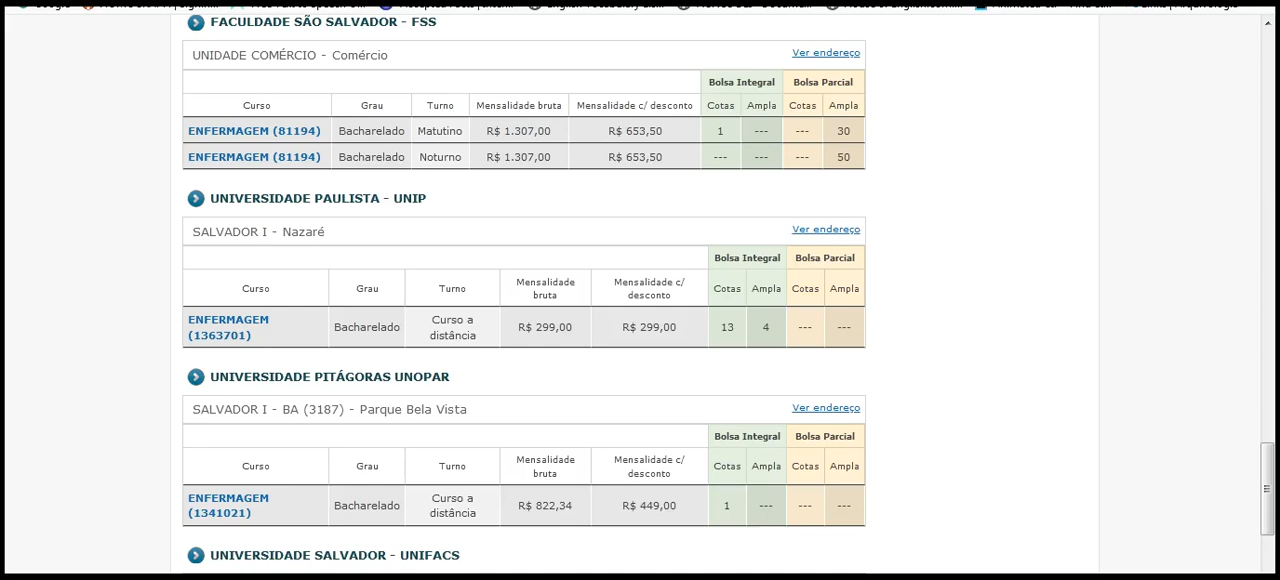 FACULDADE SÃO SALVADOR - FSS
UNIDADE COMÉRCIO - Comércio Ver endereço
Bolsa Integral Bolsa Parcial
Curso Grau Turno Mensalidade bruta Mensalidade c/ desconto Cotas Ampla Cotas Ampla
ENFERMAGEM (81194) Bacharelado Matutino R$ 1.307,00 R$ 653,50 1 --- --- 30
ENFERMAGEM (81194) Bacharelado Noturno R$ 1.307,00 R$ 653,50 --- --- --- 50
UNIVERSIDADE PAULISTA - UNIP
SALVADOR I - Nazaré Ver endereço
Bolsa Integral Bolsa Parcial
Curso Grau Turno Mensalidade bruta Mensalidade c/ desconto Cotas Ampla Cotas Ampla
ENFERMAGEM (1363701) Bacharelado Curso a distância R$ 299,00 R$ 299,00 13 4 --- ---
UNIVERSIDADE PITÁGORAS UNOPAR
SALVADOR I - BA (3187) - Parque Bela Vista Ver endereço
Bolsa Integral Bolsa Parcial
Curso Grau Turno Mensalidade bruta Mensalidade c/ desconto Cotas Ampla Cotas Ampla
ENFERMAGEM (1341021) Bacharelado Curso a distância R$ 822,34 R$ 449,00 1 --- --- ---
UNIVERSIDADE SALVADOR - UNIFACS